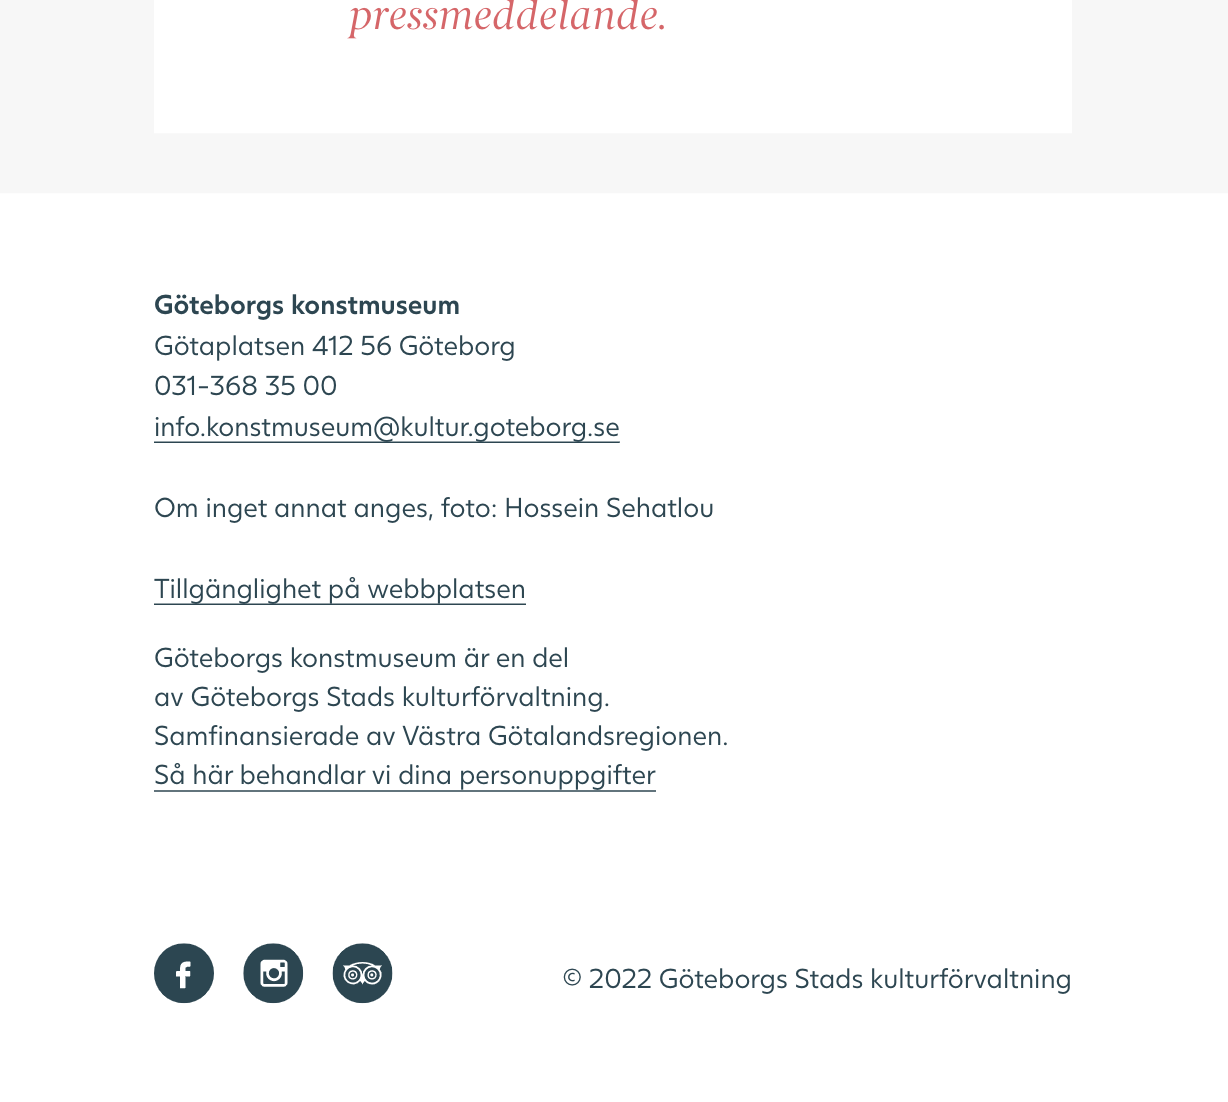 pressmeddelande.
Göteborgs konstmuseum
Götaplatsen 412 56 Göteborg
031-368 35 00
info.konstmuseum@kultur.goteborg.se
Om inget annat anges, foto: Hossein Sehatlou
Tillgänglighet på webbplatsen
Göteborgs konstmuseum är en del
av Göteborgs Stads kulturförvaltning.
Samfinansierade av Västra Götalandsregionen.
Så här behandlar vi dina personuppgifter
© 2022 Göteborgs Stads kulturförvaltning